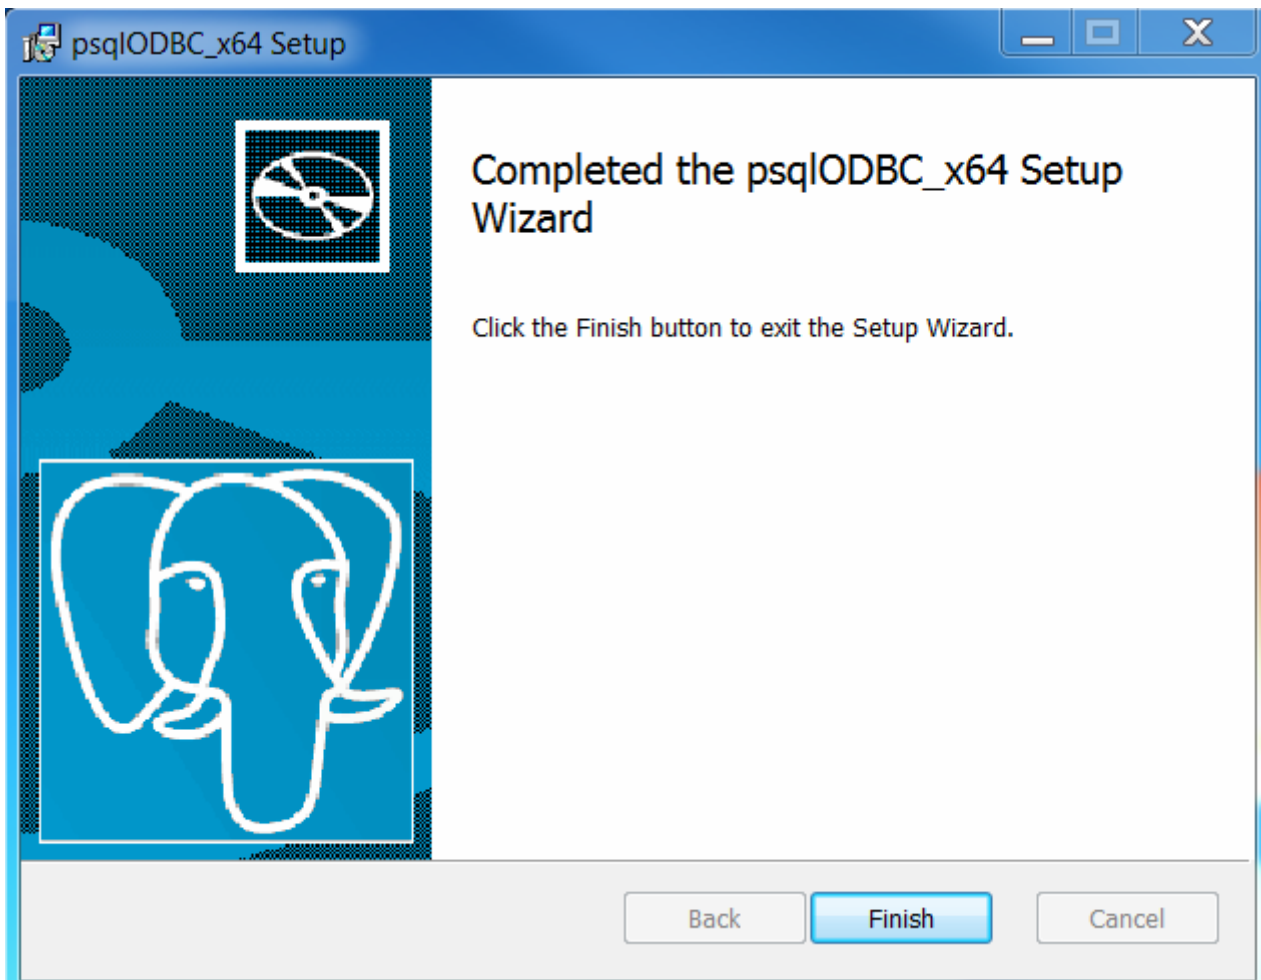 psqlODBC_x64 Setup
Completed the psqlODBC_x64 Setup
Wizard
Click the Finish button to exit the Setup Wizard.
Back
Finish
Cancel